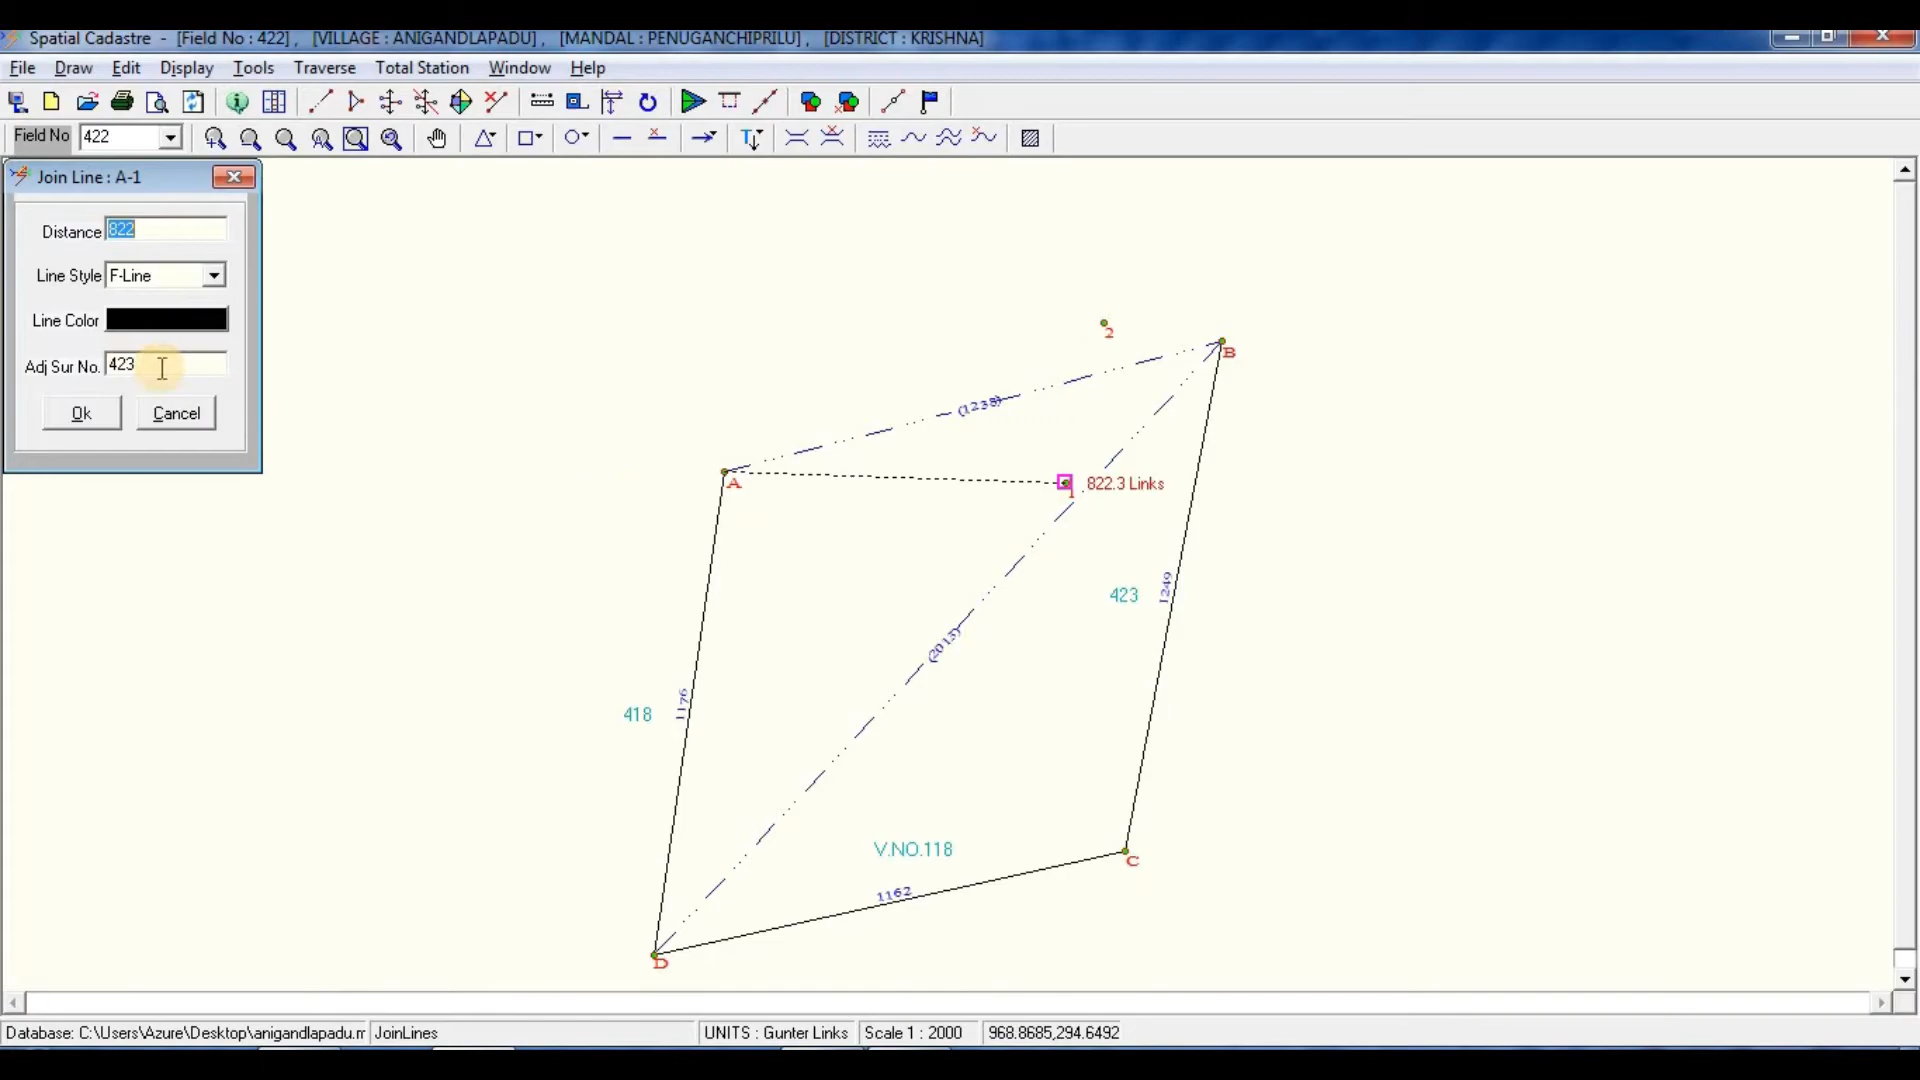 Spatial Cadastre - [Field No : 422] , [VILLAGE : ANIGANDLAPADU] , [MANDAL : PENUGANCHIPRILU] , [DISTRICT : KRISHNA]
File Draw Edit Display Tools Traverse Total Station Window Help
Field No 422
Join Line : A-1
Distance 822
Line Style F-Line
Line Color
Adj Sur No. 423
Ok Cancel
2
B
(1238)
A
1 822.3 Links
423
1249
(2013)
418
1176
V.NO.118
C
1162
D
Database: C:\Users\Azure\Desktop\anigandlapadu.m JoinLines UNITS : Gunter Links Scale 1 : 2000 968.8685,294.6492